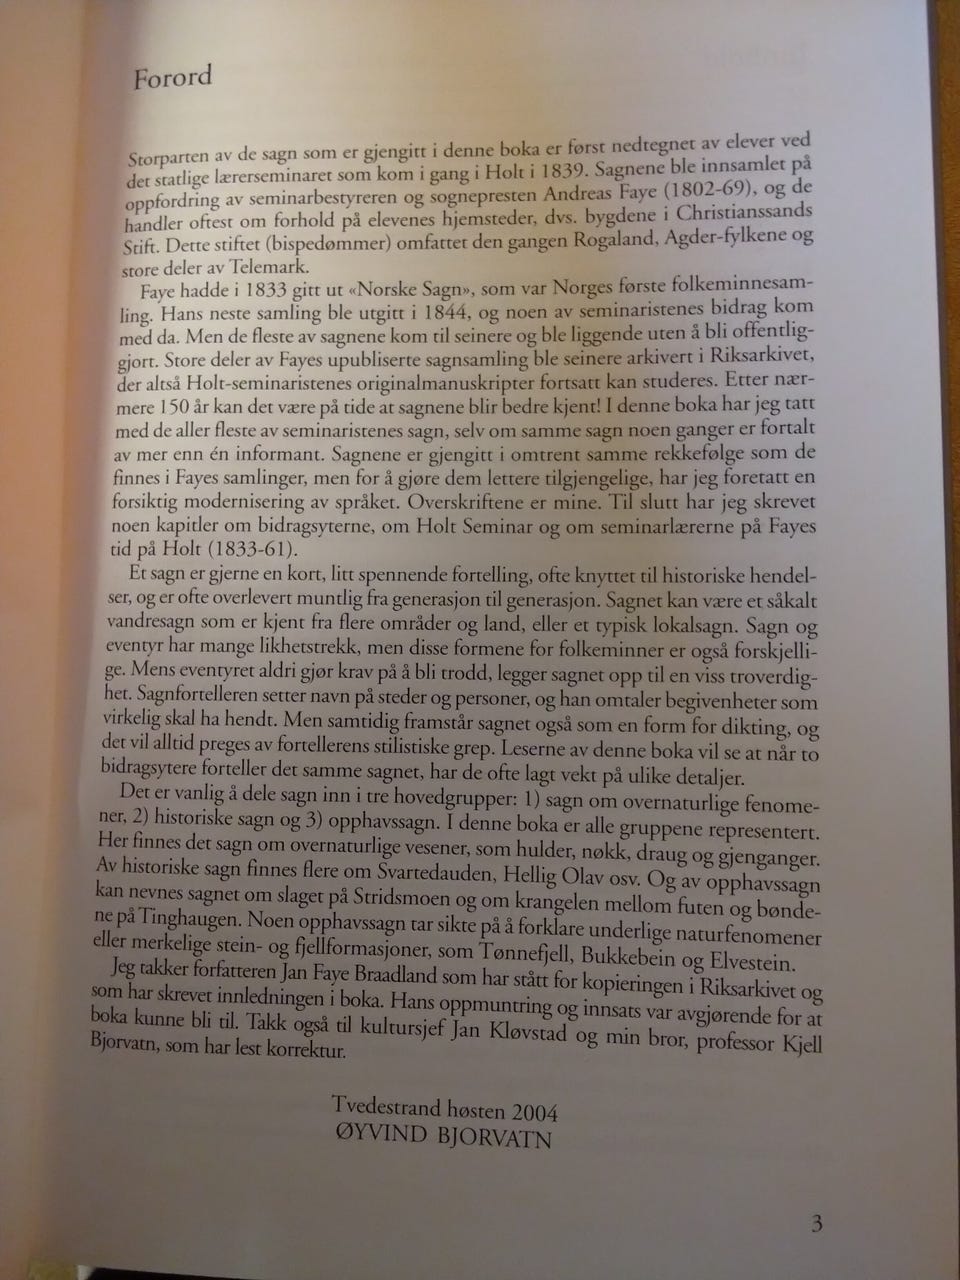 Forord
Storparten av de sagn som er gjengitt i denne boka er først nedtegnet av elever ved
det statlige lærerseminaret som kom i gang i Holt i 1839. Sagnene ble innsamlet på
oppfordring av seminarbestyreren og sognepresten Andreas Faye (1802-69), og de
handler oftest om forhold på elevenes hjemsteder, dvs. bygdene i Christianssands
Stift. Dette stiftet (bispedømmer) omfattet den gangen Rogaland, Agder-fylkene og
store deler av Telemark.
Faye hadde i 1833 gitt ut «Norske Sagn», som var Norges første folkeminnesam-
ling. Hans neste samling ble utgitt i 1844, og noen av seminaristenes bidrag kom
med da. Men de fleste av sagnene kom til seinere og ble liggende uten å bli offentlig-
gjort. Store deler av Fayes upubliserte sagnsamling ble seinere arkivert i Riksarkivet,
der altså Holt-seminaristenes originalmanuskripter fortsatt kan studeres. Etter nær-
mere 150 år kan det være på tide at sagnene blir bedre kjent! I denne boka har jeg tatt
med de aller fleste av seminaristenes sagn, selv om samme sagn noen ganger er fortalt
av mer enn én informant. Sagnene er gjengitt i omtrent samme rekkefølge som de
finnes i Fayes samlinger, men for å gjøre dem lettere tilgjengelige, har jeg foretatt en
forsiktig modernisering av språket. Overskriftene er mine. Til slutt har jeg skrevet
noen kapitler om bidragsyterne, om Holt Seminar og om seminarlærerne på Fayes
tid på Holt (1833-61).
Et sagn er gjerne en kort, litt spennende fortelling, ofte knyttet til historiske hendel-
ser, og er ofte overlevert muntlig fra generasjon til generasjon. Sagnet kan være et såkalt
vandresagn som er kjent fra flere områder og land, eller et typisk lokalsagn. Sagn og
eventyr har mange likhetstrekk, men disse formene for folkeminner er også forskjelli-
ge. Mens eventyret aldri gjør krav på å bli trodd, legger sagnet opp til en viss troverdig-
het. Sagnfortelleren setter navn på steder og personer, og han omtaler begivenheter som
virkelig skal ha hendt. Men samtidig framstår sagnet også som en form for dikting, og
det vil alltid preges av fortellerens stilistiske grep. Leserne av denne boka vil se at når to
bidragsytere forteller det samme sagnet, har de ofte lagt vekt på ulike detaljer.
Det er vanlig å dele sagn inn i tre hovedgrupper: 1) sagn om overnaturlige fenome-
ner, 2) historiske sagn og 3) opphavssagn. I denne boka er alle gruppene representert.
Her finnes det sagn om overnaturlige vesener, som hulder, nøkk, draug og gjenganger.
Av historiske sagn finnes flere om Svartedauden, Hellig Olav osv. Og av opphavssagn
kan nevnes sagnet om slaget på Stridsmoen og om krangelen mellom futen og bønde-
ne på Tinghaugen. Noen opphavssagn tar sikte på å forklare underlige naturfenomener
eller merkelige stein- og fjellformasjoner, som Tønnefjell, Bukkebein og Elvestein.
Jeg takker forfatteren Jan Faye Braadland som har stått for kopieringen i Riksarkivet og
som har skrevet innledningen i boka. Hans oppmuntring og innsats var avgjørende for at
boka kunne bli til. Takk også til kultursjef Jan Kløvstad og min bror, professor Kjell
Bjorvatn, som har lest korrektur.
Tvedestrand høsten 2004
ØYVIND BJORVATN
3